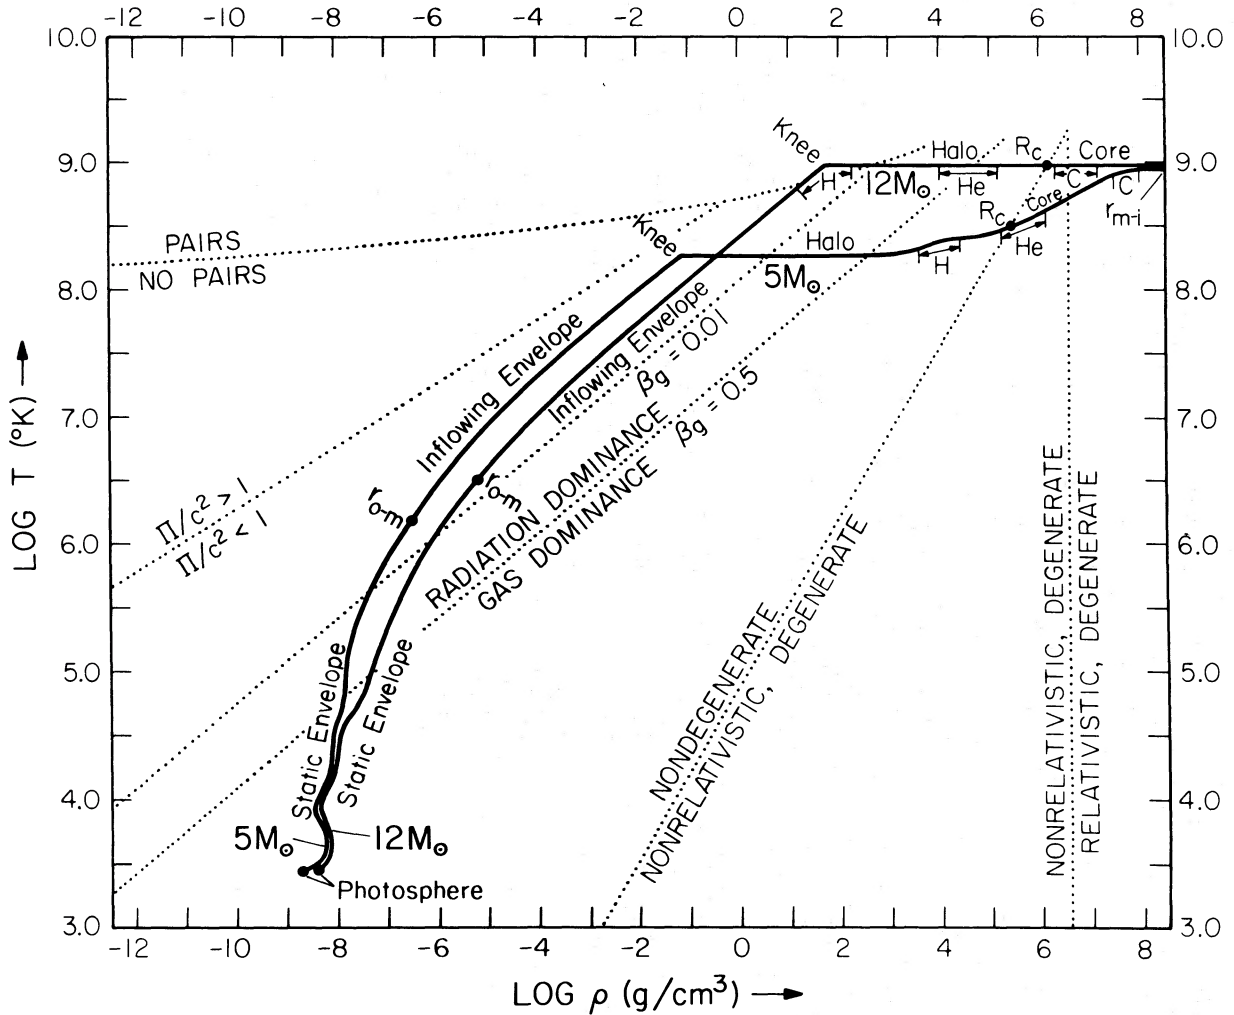 -12 -10 -8 -6 -4 -2 0 2 4 6 8
10.0 10.0
Knee Halo Rc Core
9.0 9.0
H 12M⊙ He C C
r m-i
PAIRS Knee Halo Rc Core
NO PAIRS H He
8.0 5M⊙ 8.0
Inflowing Envelope Inflowing Envelope
βg = 0.01
βg = 0.5
7.0 7.0
LOG T (°K)
Π/c² > 1
Π/c² < 1
r o-m r o-m
RADIATION DOMINANCE
GAS DOMINANCE
6.0 6.0
NONDEGENERATE
NONRELATIVISTIC, DEGENERATE
NONRELATIVISTIC, DEGENERATE
RELATIVISTIC, DEGENERATE
5.0 5.0
Static Envelope
Static Envelope
4.0 4.0
5M⊙ 12M⊙
Photosphere
3.0 3.0
-12 -10 -8 -6 -4 -2 0 2 4 6 8
LOG ρ (g/cm³)